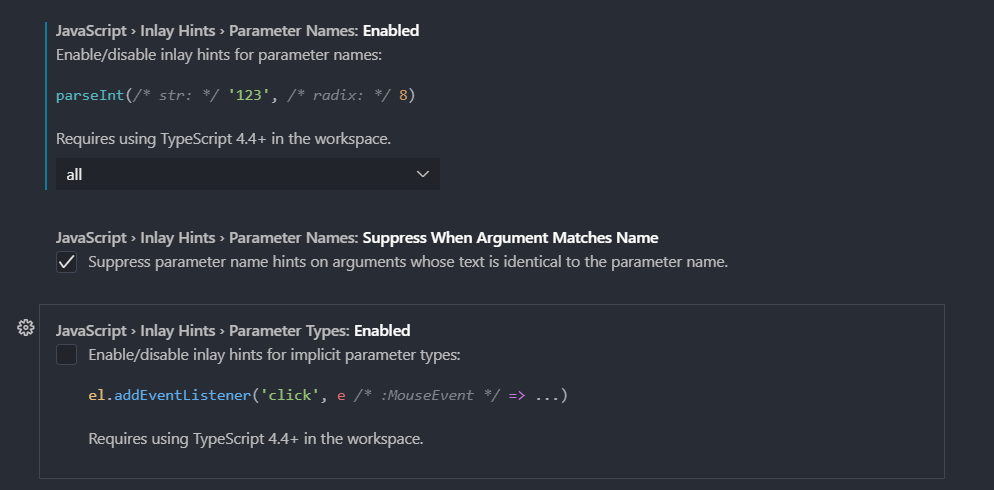 JavaScript › Inlay Hints › Parameter Names: Enabled
Enable/disable inlay hints for parameter names:
parseInt(/* str: */ '123', /* radix: */ 8)
Requires using TypeScript 4.4+ in the workspace.
all
JavaScript › Inlay Hints › Parameter Names: Suppress When Argument Matches Name
Suppress parameter name hints on arguments whose text is identical to the parameter name.
JavaScript › Inlay Hints › Parameter Types: Enabled
Enable/disable inlay hints for implicit parameter types:
el.addEventListener('click', e /* :MouseEvent */ => ...)
Requires using TypeScript 4.4+ in the workspace.